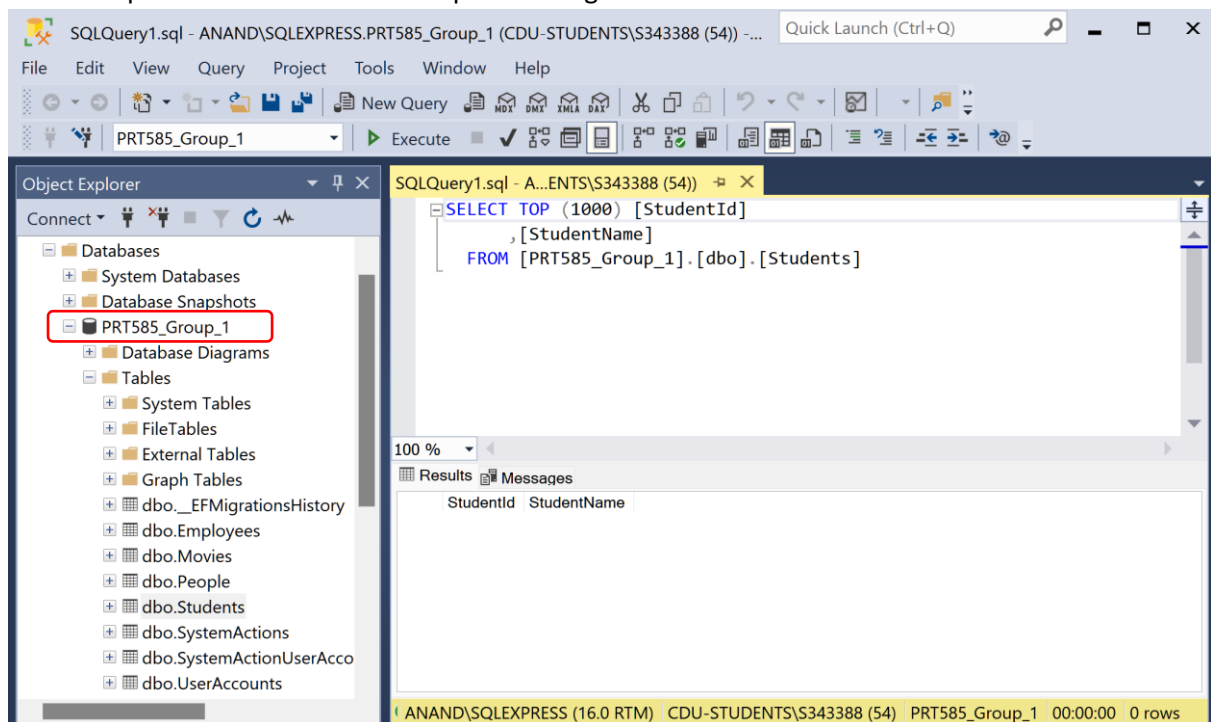 SQLQuery1.sql - ANAND\SQLEXPRESS.PRT585_Group_1 (CDU-STUDENTS\S343388 (54)) -...
Quick Launch (Ctrl+Q)
File Edit View Query Project Tools Window Help
New Query MDX DMX XMLA DAX
PRT585_Group_1 Execute
Object Explorer
Connect
Databases
System Databases
Database Snapshots
PRT585_Group_1
Database Diagrams
Tables
System Tables
FileTables
External Tables
Graph Tables
dbo.__EFMigrationsHistory
dbo.Employees
dbo.Movies
dbo.People
dbo.Students
dbo.SystemActions
dbo.SystemActionUserAcco
dbo.UserAccounts
SQLQuery1.sql - A...ENTS\S343388 (54))
SELECT TOP (1000) [StudentId]
,[StudentName]
FROM [PRT585_Group_1].[dbo].[Students]
100 %
Results Messages
StudentId StudentName
ANAND\SQLEXPRESS (16.0 RTM) CDU-STUDENTS\S343388 (54) PRT585_Group_1 00:00:00 0 rows